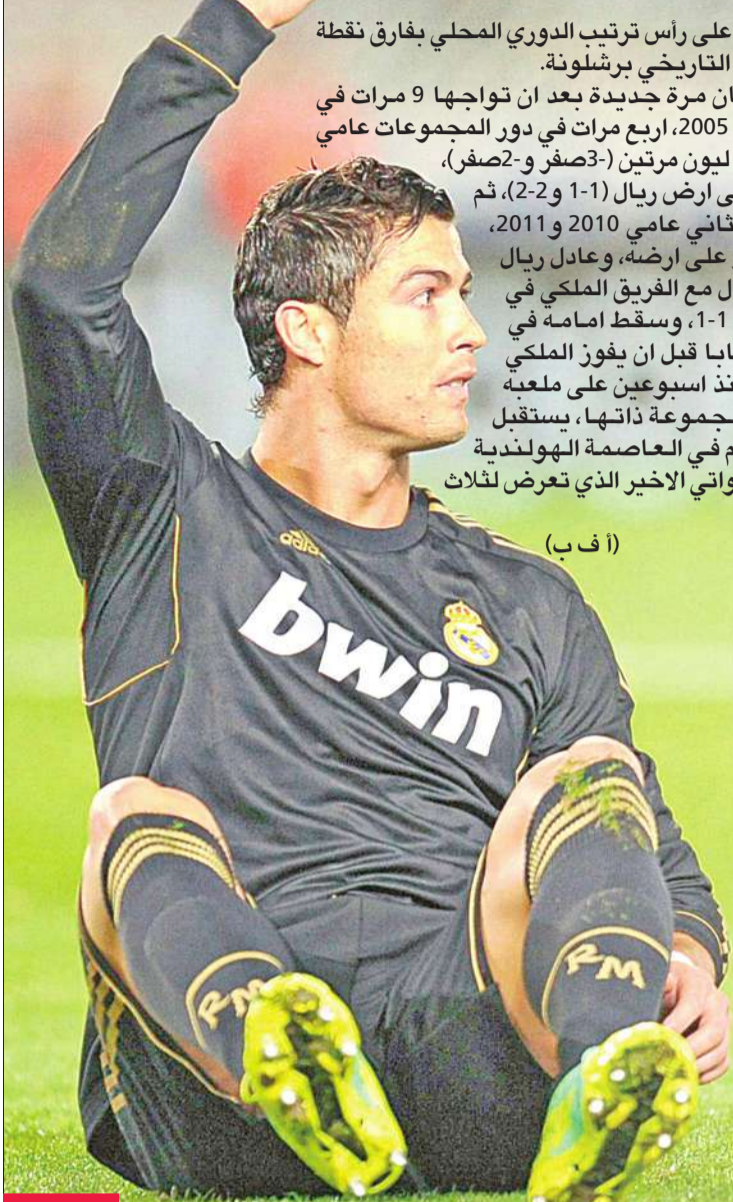 على رأس ترتيب الدوري المحلي بفارق نقطة
التاريخي برشلونة.
ان مرة جديدة بعد ان تواجها 9 مرات في
2005، اربع مرات في دور المجموعات عامي
ليون مرتين (-3صفر و-2صفر)،
ى ارض ريال (1-1 و2-2)، ثم
ثاني عامي 2010 و2011،
ز على ارضه، وعادل ريال
ل مع الفريق الملكي في
1-1، وسقط امامه في
ابا قبل ان يفوز الملكي
نذ اسبوعين على ملعبه
جموعة ذاتها، يستقبل
م في العاصمة الهولندية
واتي الاخير الذي تعرض لثلاث
(أ ف ب)
adidas
bwin
RM
RM